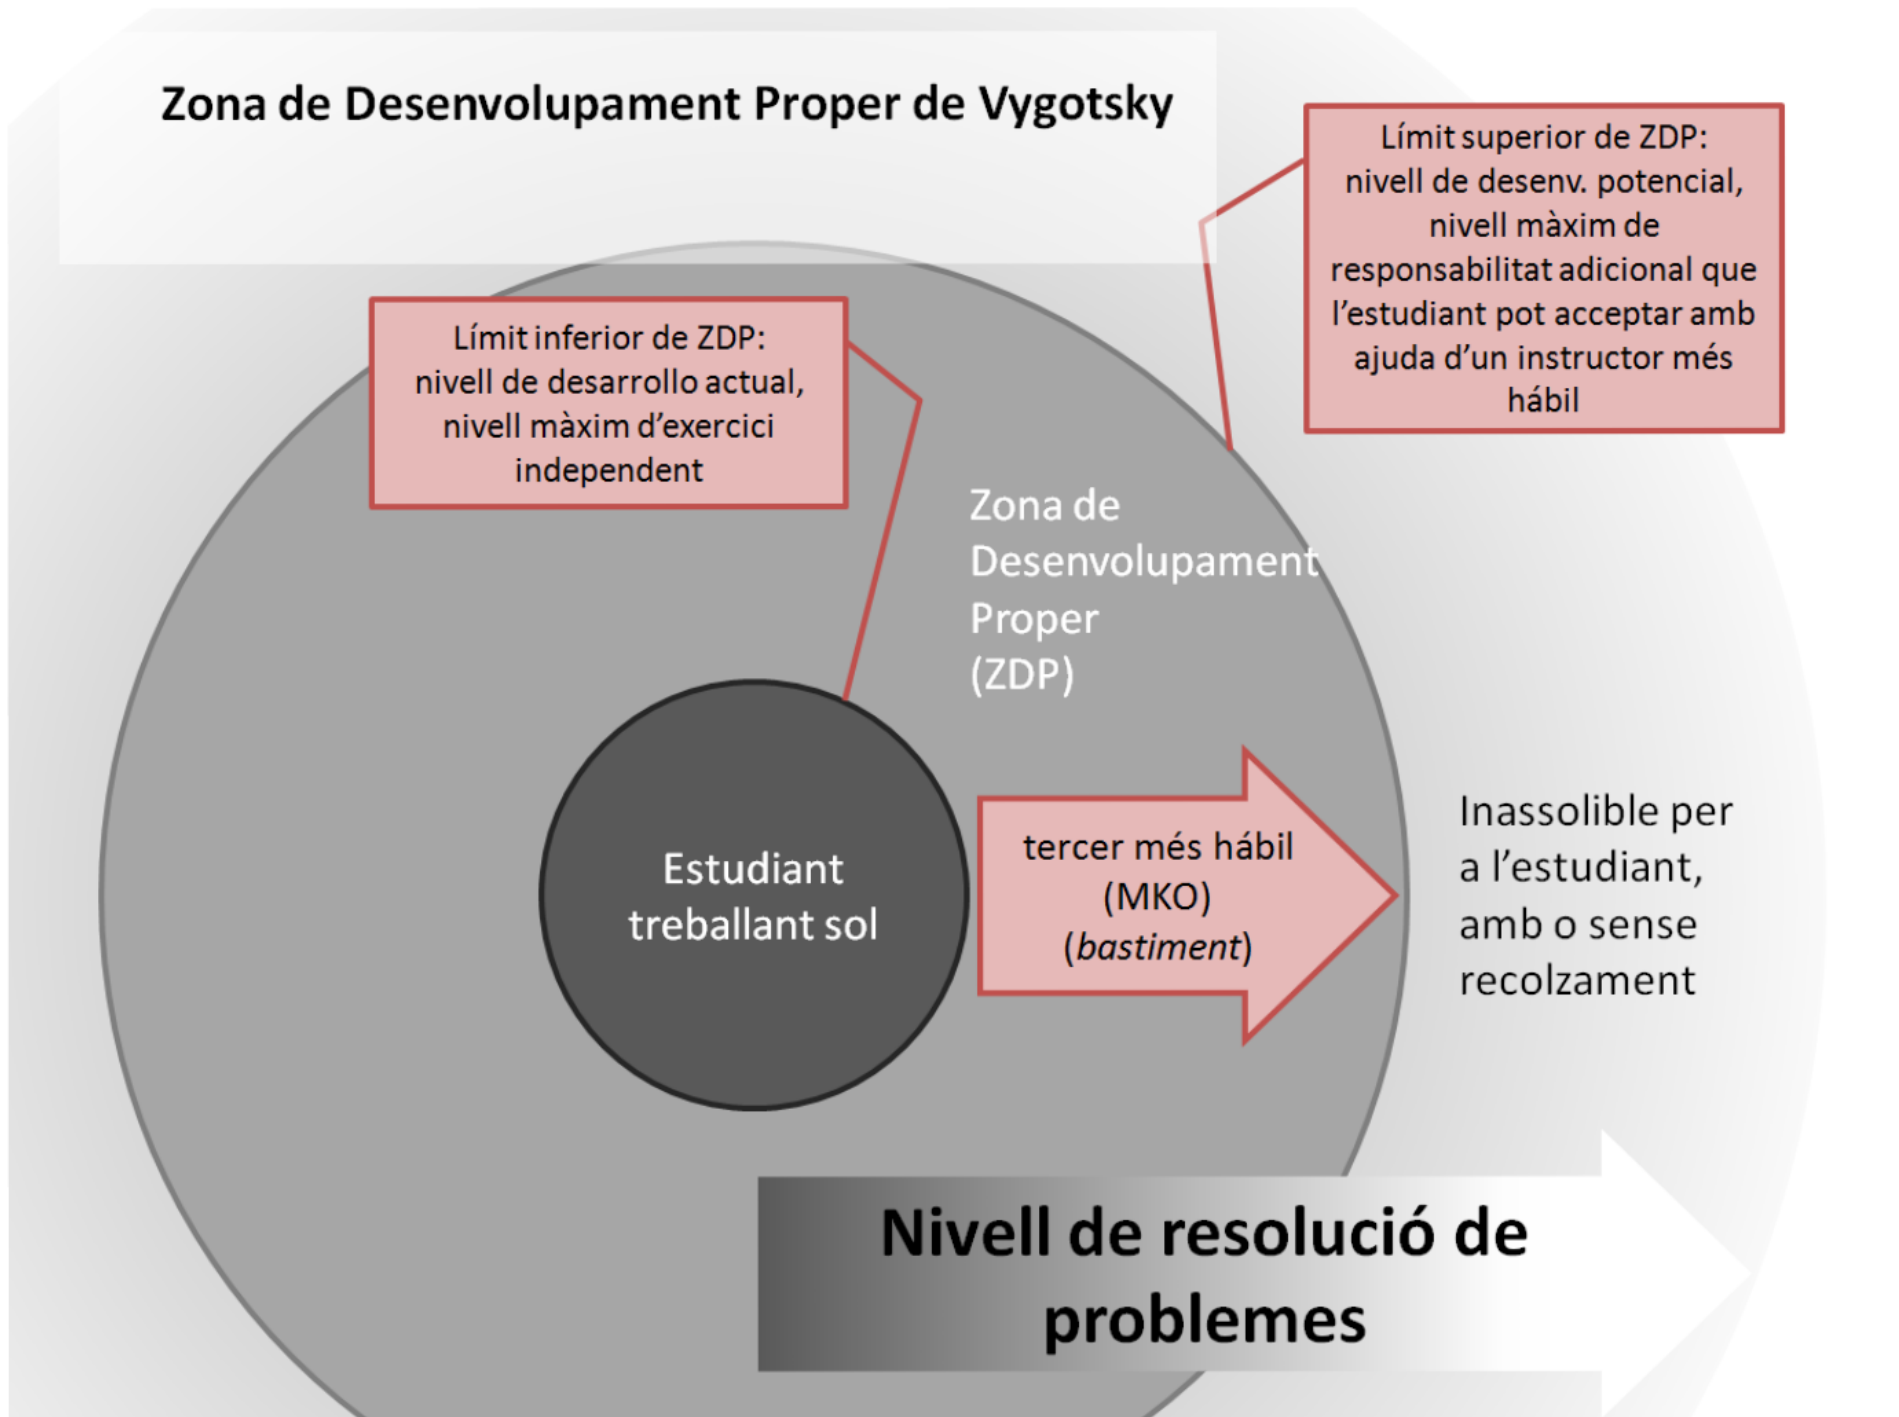 Zona de Desenvolupament Proper de Vygotsky
Límit superior de ZDP:
nivell de desenv. potencial,
nivell màxim de
responsabilitat adicional que
l’estudiant pot acceptar amb
ajuda d’un instructor més
hábil
Límit inferior de ZDP:
nivell de desarrollo actual,
nivell màxim d’exercici
independent
Zona de
Desenvolupament
Proper
(ZDP)
Estudiant
treballant sol
tercer més hábil
(MKO)
(bastiment)
Inassolible per
a l’estudiant,
amb o sense
recolzament
Nivell de resolució de
problemes